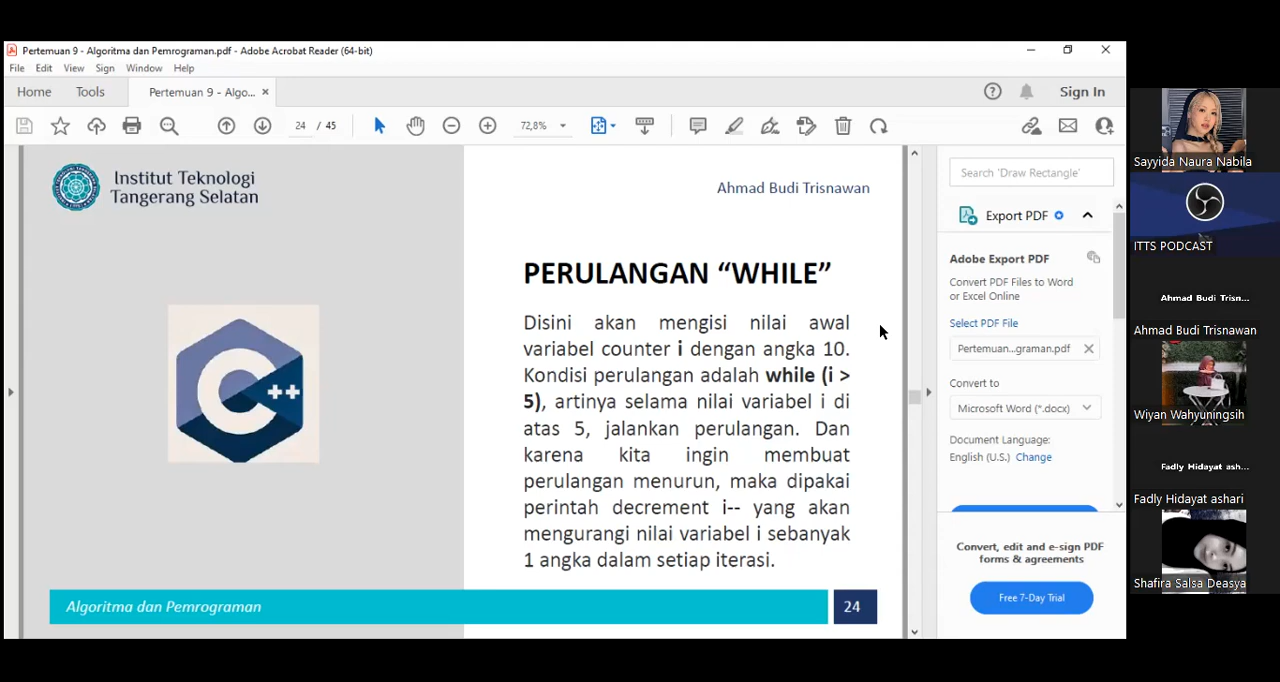 Pertemuan 9 - Algoritma dan Pemrograman.pdf - Adobe Acrobat Reader (64-bit)
File Edit View Sign Window Help
Home Tools Pertemuan 9 - Algo... × Sign In
24 / 45 72,8%
Institut Teknologi
Tangerang Selatan
Ahmad Budi Trisnawan
PERULANGAN “WHILE”
Disini akan mengisi nilai awal
variabel counter i dengan angka 10.
Kondisi perulangan adalah while (i >
5), artinya selama nilai variabel i di
atas 5, jalankan perulangan. Dan
karena kita ingin membuat
perulangan menurun, maka dipakai
perintah decrement i-- yang akan
mengurangi nilai variabel i sebanyak
1 angka dalam setiap iterasi.
C++
Algoritma dan Pemrograman
24
Search 'Draw Rectangle'
Export PDF
Adobe Export PDF
Convert PDF Files to Word
or Excel Online
Select PDF File
Pertemuan...graman.pdf
Convert to
Microsoft Word (*.docx)
Document Language:
English (U.S.) Change
Convert, edit and e-sign PDF
forms & agreements
Free 7-Day Trial
Sayyida Naura Nabila
ITTS PODCAST
Ahmad Budi Trisn...
Ahmad Budi Trisnawan
Wiyan Wahyuningsih
Fadly Hidayat ash...
Fadly Hidayat ashari
Shafira Salsa Deasya